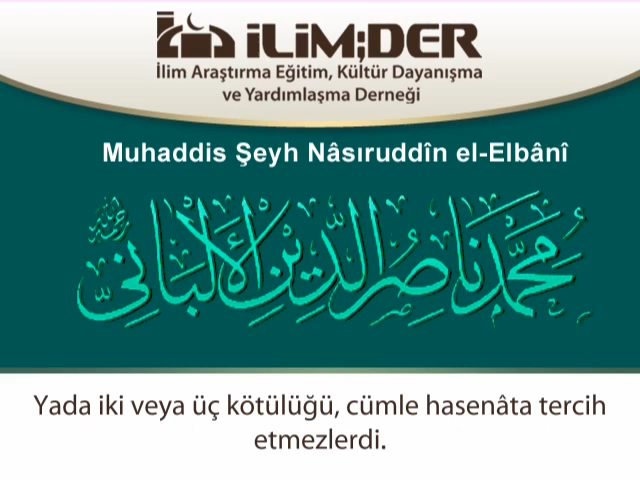 İLİM;DER
İlim Araştırma Eğitim, Kültür Dayanışma
ve Yardımlaşma Derneği
Muhaddis Şeyh Nâsıruddîn el-Elbânî
محمد ناصر الدين الألباني
Yada iki veya üç kötülüğü, cümle hasenâta tercih
etmezlerdi.